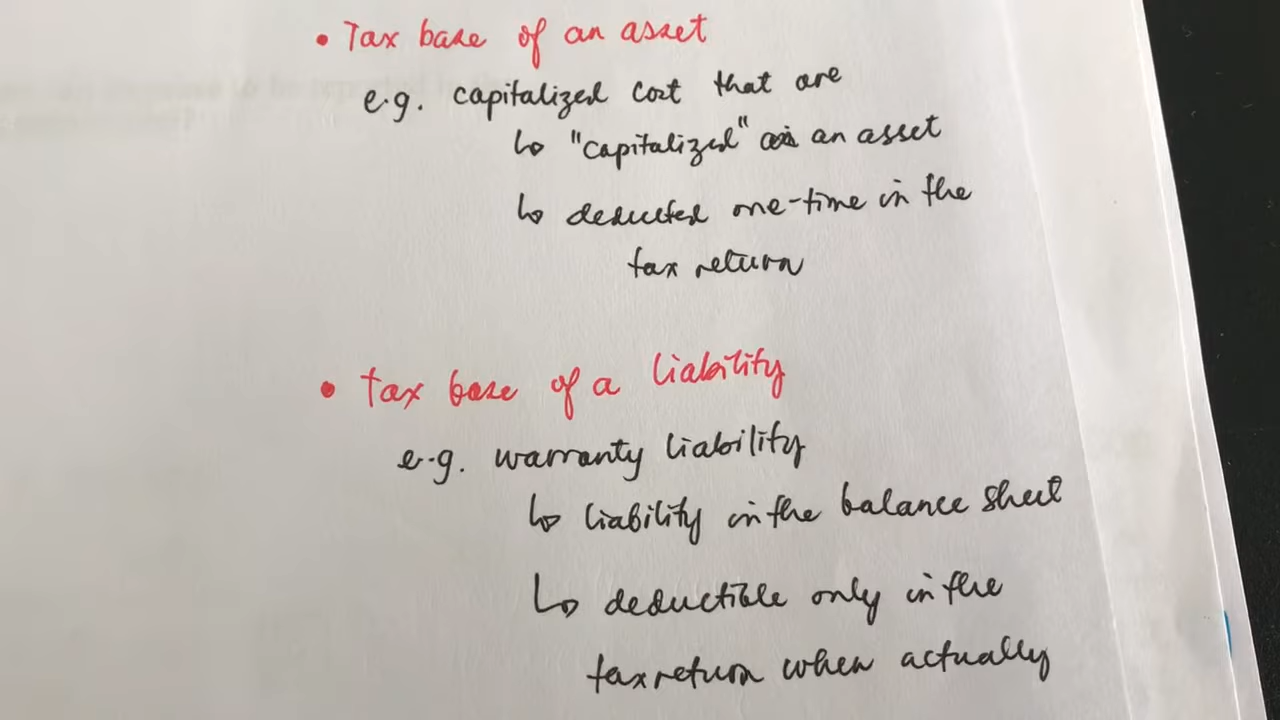 • Tax base of an asset
e.g. capitalized cost that are
↳ "capitalized" as an asset
↳ deducted one-time in the
tax return
• tax base of a liability
e.g. warranty liability
↳ liability in the balance sheet
↳ deductible only in the
tax return when actually